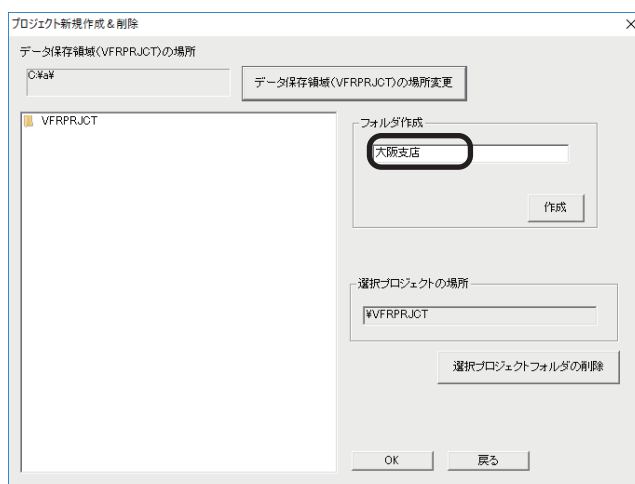 プロジェクト新規作成&削除
データ保存領域(VFRPRJCT)の場所
C:¥a¥
データ保存領域(VFRPRJCT)の場所変更
VFRPRJCT
フォルダ作成
大阪支店
作成
選択プロジェクトの場所
¥VFRPRJCT
選択プロジェクトフォルダの削除
OK
戻る